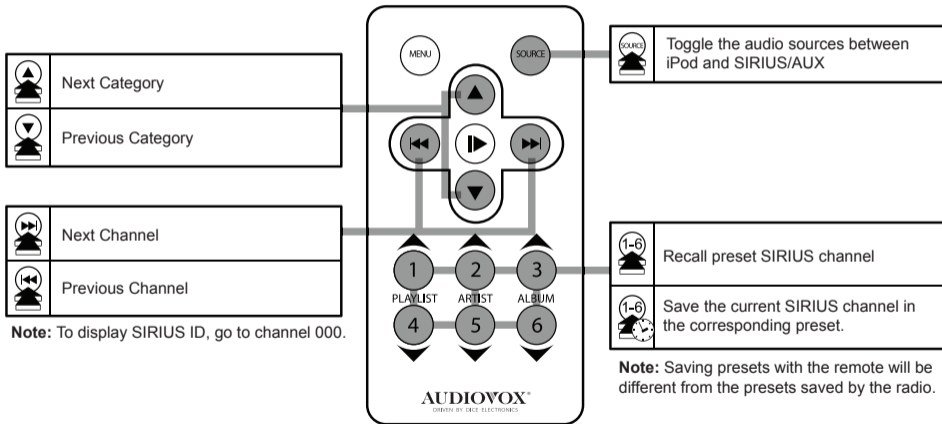 MENU
SOURCE
SOURCE
Toggle the audio sources between
iPod and SIRIUS/AUX
Next Category
Previous Category
Next Channel
Previous Channel
Note: To display SIRIUS ID, go to channel 000.
1 2 3
PLAYLIST ARTIST ALBUM
4 5 6
AUDIOVOX®
DRIVEN BY DICE ELECTRONICS
1-6
Recall preset SIRIUS channel
1-6
Save the current SIRIUS channel in
the corresponding preset.
Note: Saving presets with the remote will be
different from the presets saved by the radio.